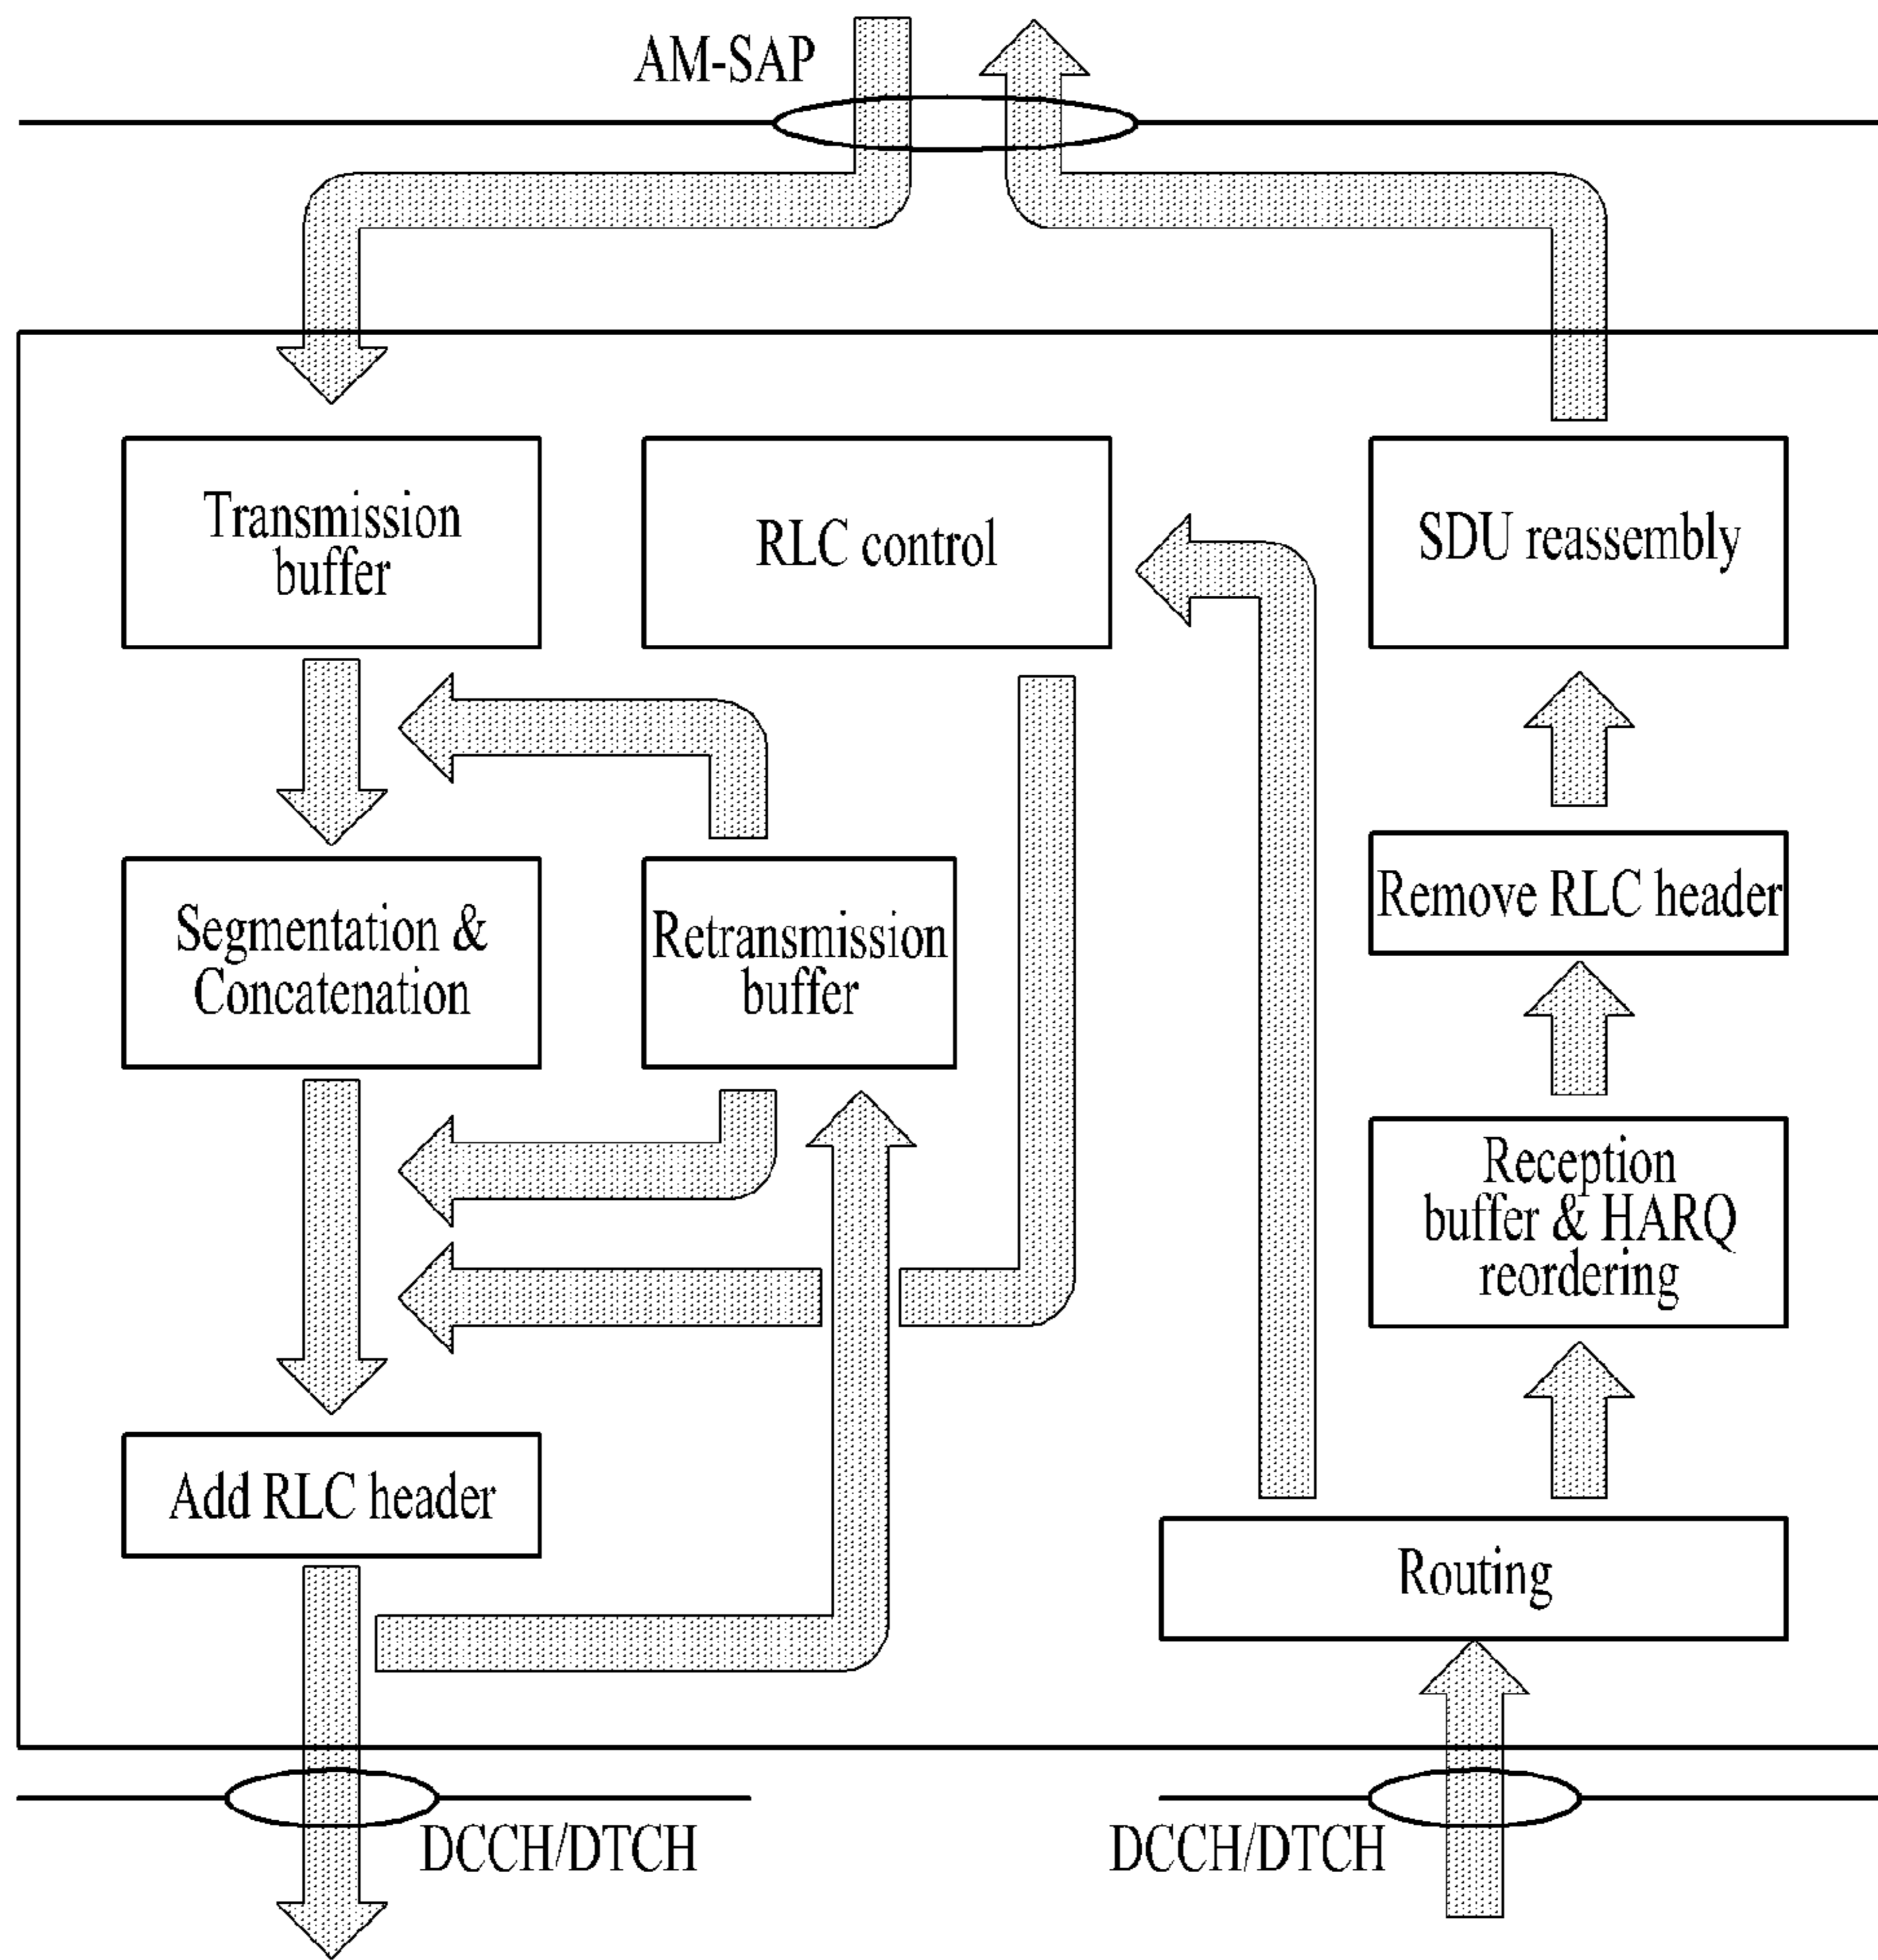 AM-SAP
Transmission
buffer
RLC control
SDU reassembly
Segmentation &
Concatenation
Retransmission
buffer
Remove RLC header
Reception
buffer & HARQ
reordering
Add RLC header
Routing
DCCH/DTCH
DCCH/DTCH